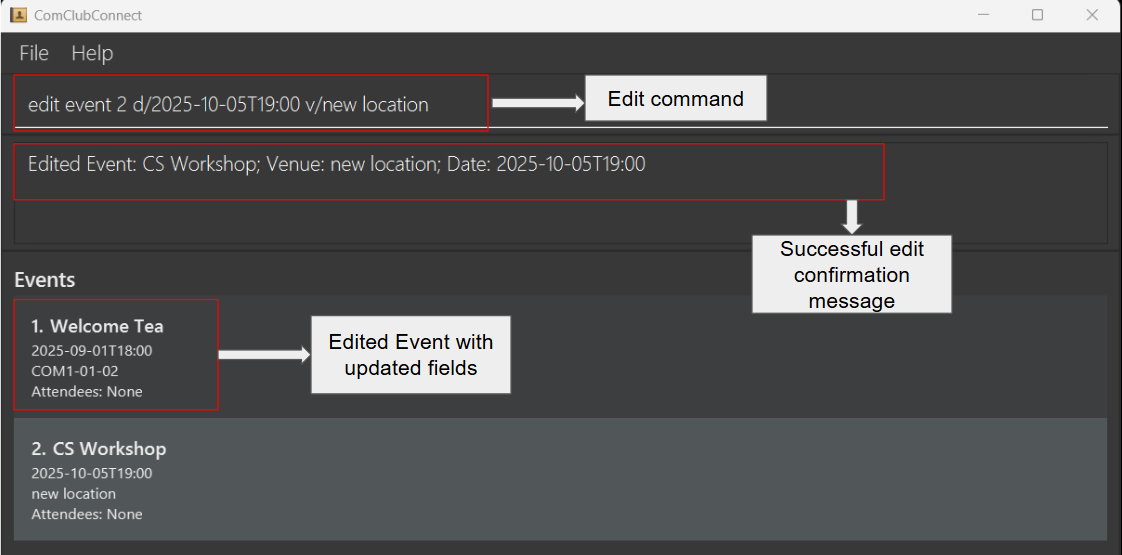 ComClubConnect
File Help
edit event 2 d/2025-10-05T19:00 v/new location
Edit command
Edited Event: CS Workshop; Venue: new location; Date: 2025-10-05T19:00
Successful edit
confirmation
message
Events
1. Welcome Tea
2025-09-01T18:00
COM1-01-02
Attendees: None
Edited Event with
updated fields
2. CS Workshop
2025-10-05T19:00
new location
Attendees: None